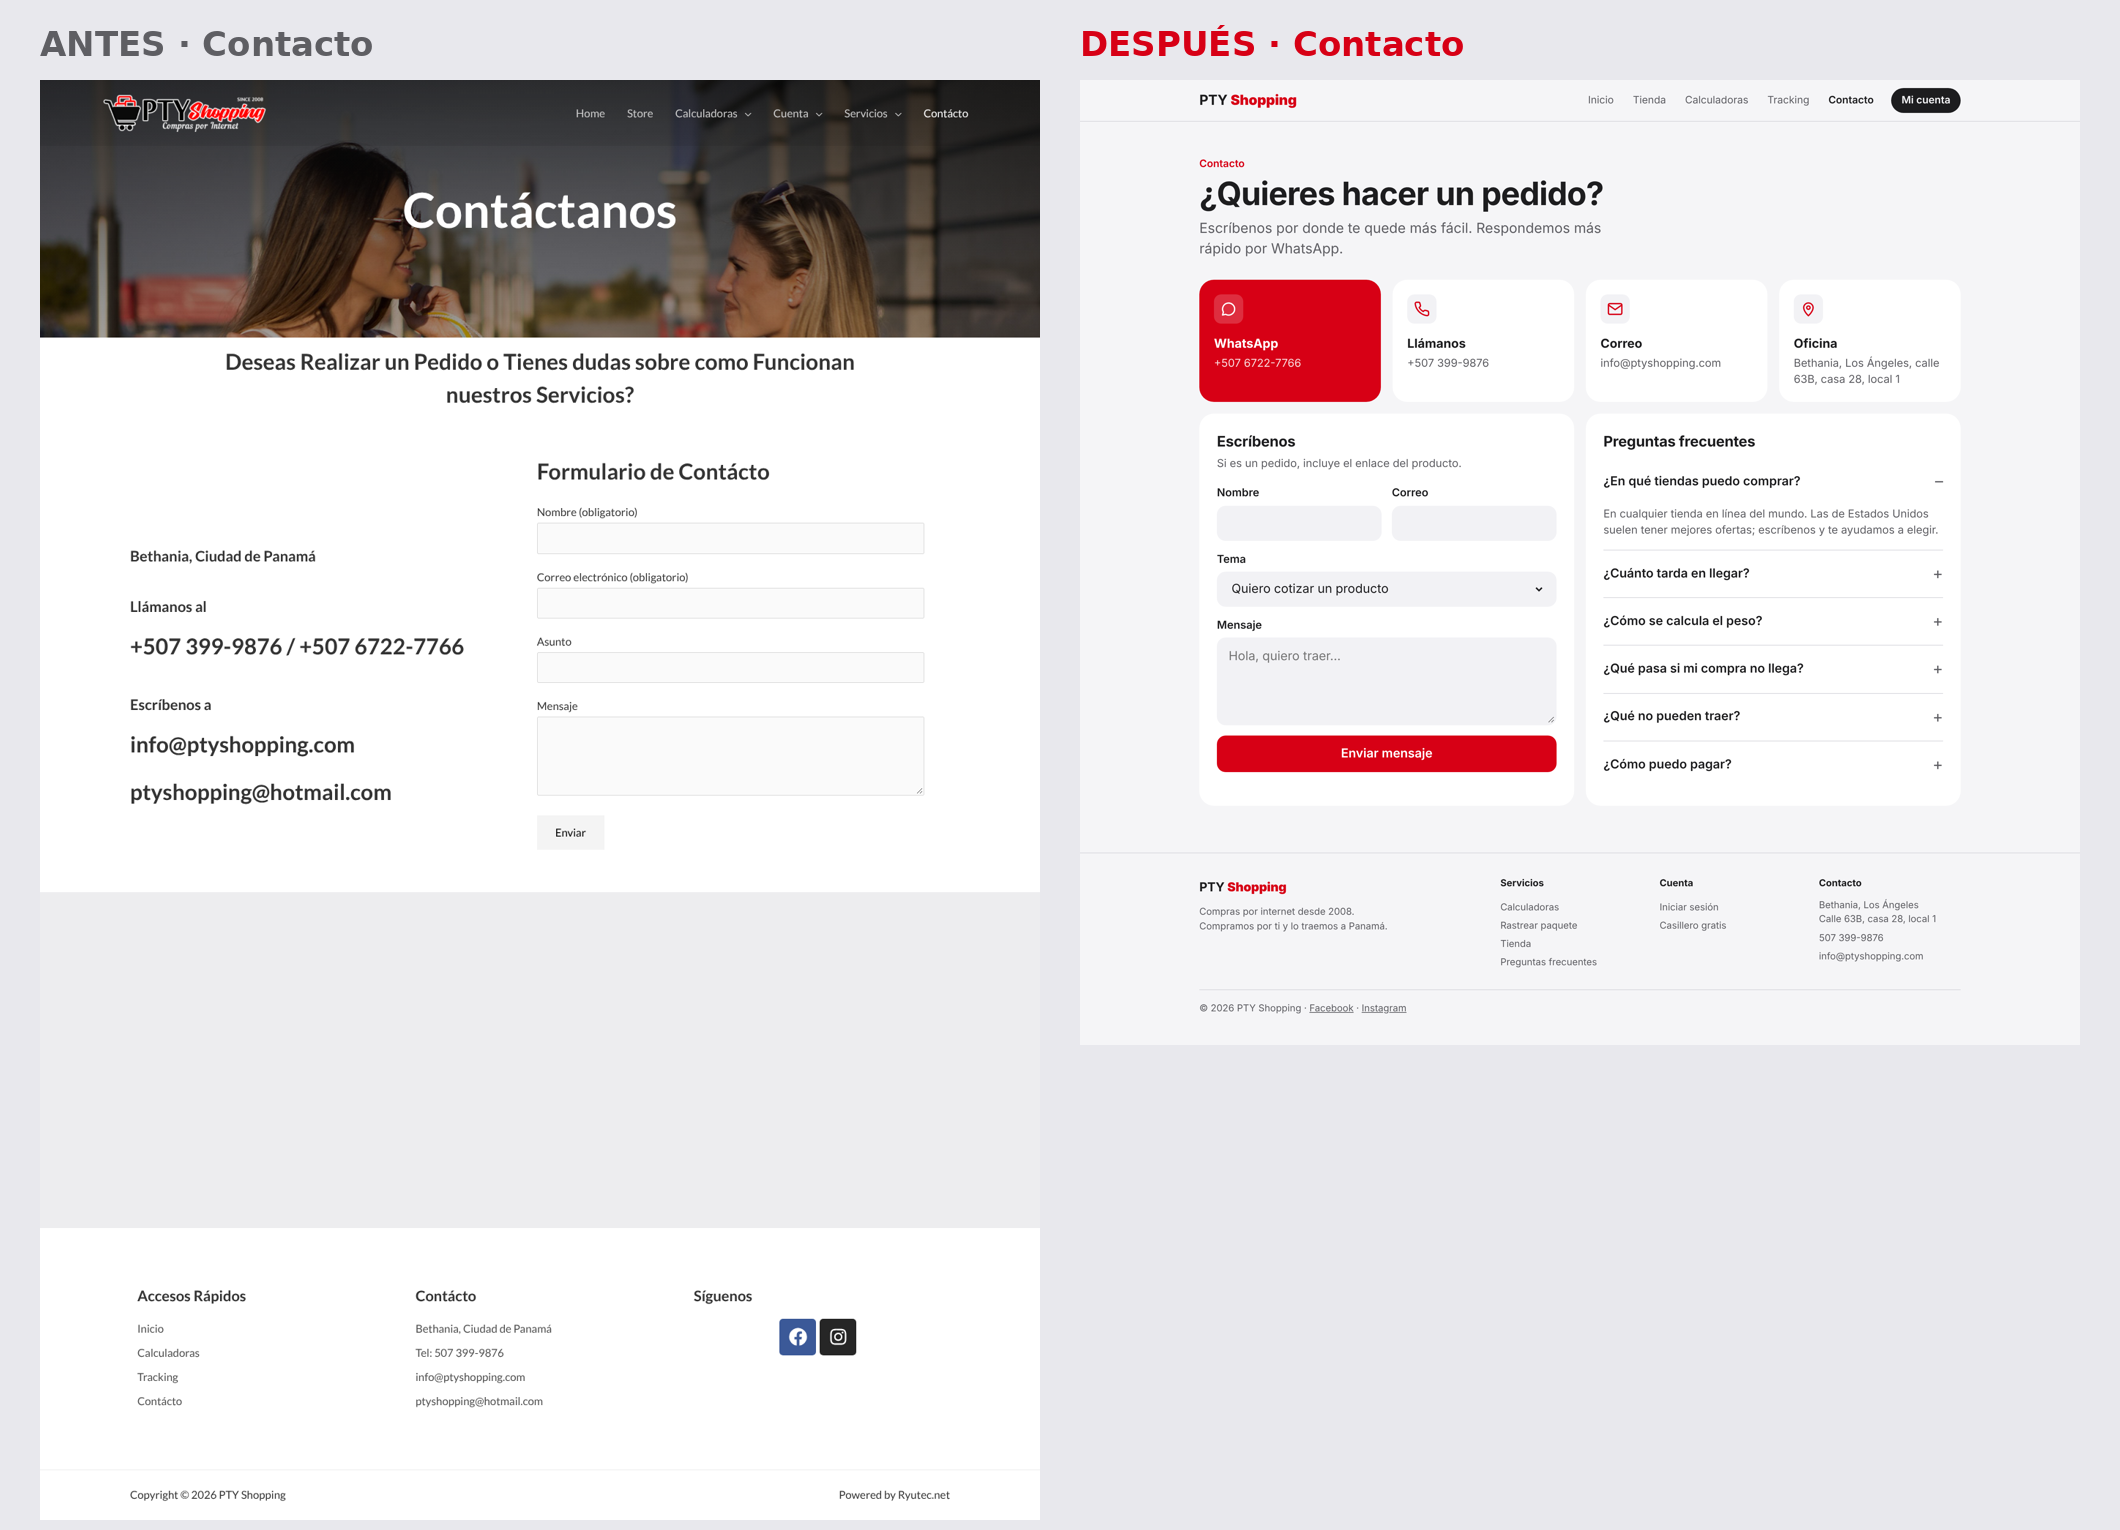 ANTES · Contacto
SINCE 2008
PTYShopping
Compras por Internet
Home
Store
Calculadoras
Cuenta
Servicios
Contácto
Contáctanos
Deseas Realizar un Pedido o Tienes dudas sobre como Funcionan
nuestros Servicios?
Bethania, Ciudad de Panamá
Llámanos al
+507 399-9876 / +507 6722-7766
Escríbenos a
info@ptyshopping.com
ptyshopping@hotmail.com
Formulario de Contácto
Nombre (obligatorio)
Correo electrónico (obligatorio)
Asunto
Mensaje
Enviar
Accesos Rápidos
Inicio
Calculadoras
Tracking
Contácto
Contácto
Bethania, Ciudad de Panamá
Tel: 507 399-9876
info@ptyshopping.com
ptyshopping@hotmail.com
Síguenos
Copyright © 2026 PTY Shopping
Powered by Ryutec.net
DESPUÉS · Contacto
PTY Shopping
Inicio
Tienda
Calculadoras
Tracking
Contacto
Mi cuenta
Contacto
¿Quieres hacer un pedido?
Escríbenos por donde te quede más fácil. Respondemos más
rápido por WhatsApp.
WhatsApp
+507 6722-7766
Llámanos
+507 399-9876
Correo
info@ptyshopping.com
Oficina
Bethania, Los Ángeles, calle
63B, casa 28, local 1
Escríbenos
Si es un pedido, incluye el enlace del producto.
Nombre
Correo
Tema
Quiero cotizar un producto
Mensaje
Hola, quiero traer...
Enviar mensaje
Preguntas frecuentes
¿En qué tiendas puedo comprar?
En cualquier tienda en línea del mundo. Las de Estados Unidos
suelen tener mejores ofertas; escríbenos y te ayudamos a elegir.
¿Cuánto tarda en llegar?
¿Cómo se calcula el peso?
¿Qué pasa si mi compra no llega?
¿Qué no pueden traer?
¿Cómo puedo pagar?
PTY Shopping
Compras por internet desde 2008.
Compramos por ti y lo traemos a Panamá.
Servicios
Calculadoras
Rastrear paquete
Tienda
Preguntas frecuentes
Cuenta
Iniciar sesión
Casillero gratis
Contacto
Bethania, Los Ángeles
Calle 63B, casa 28, local 1
507 399-9876
info@ptyshopping.com
© 2026 PTY Shopping · Facebook · Instagram